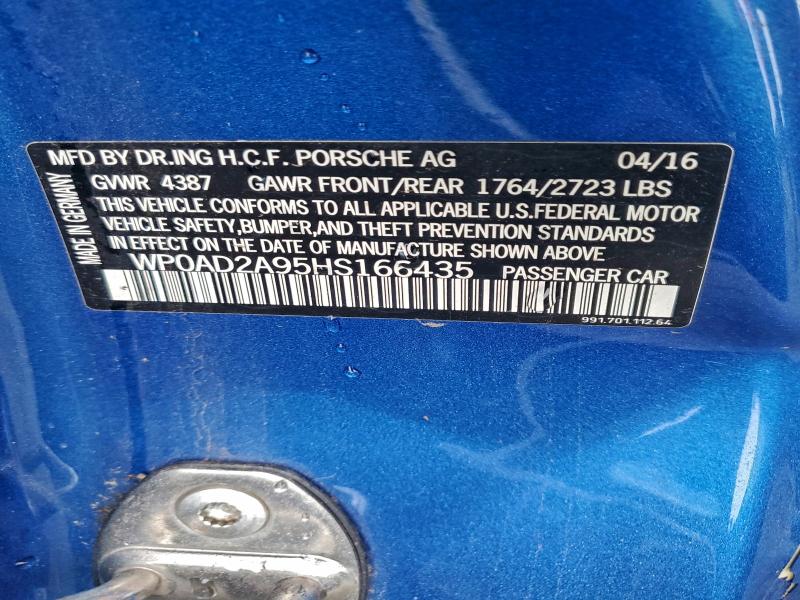 MFD BY DR.ING H.C.F. PORSCHE AG 04/16
GVWR 4387 GAWR FRONT/REAR 1764/2723 LBS
THIS VEHICLE CONFORMS TO ALL APPLICABLE U.S.FEDERAL MOTOR
VEHICLE SAFETY,BUMPER,AND THEFT PREVENTION STANDARDS
IN EFFECT ON THE DATE OF MANUFACTURE SHOWN ABOVE
WP0AD2A95HS166435 PASSENGER CAR
991.701.112.64
MADE IN GERMANY